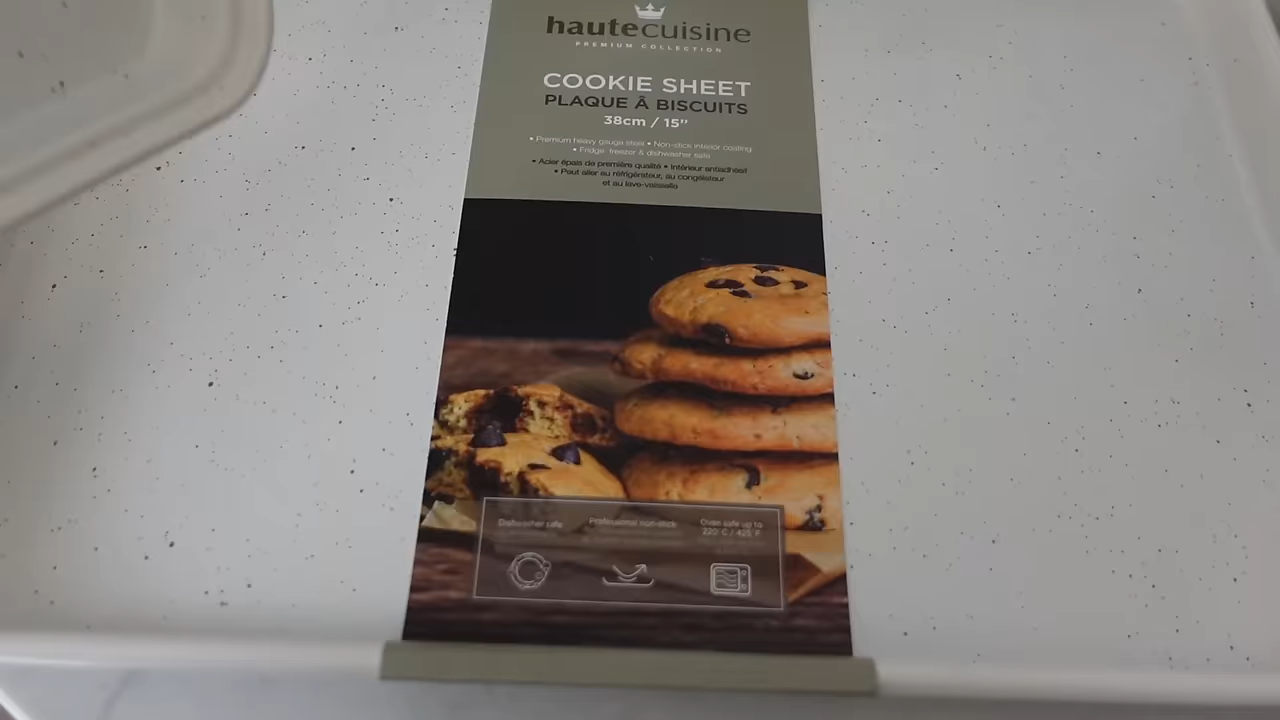 hautecuisine
PREMIUM COLLECTION
COOKIE SHEET
PLAQUE À BISCUITS
38cm / 15"
• Premium heavy gauge steel • Non-stick interior coating
• Fridge, freezer & dishwasher safe
• Acier épais de première qualité • Intérieur antiadhésif
• Peut aller au réfrigérateur, au congélateur
et au lave-vaisselle
Dishwasher safe
Professional non-stick
Oven safe up to
220°C / 425°F